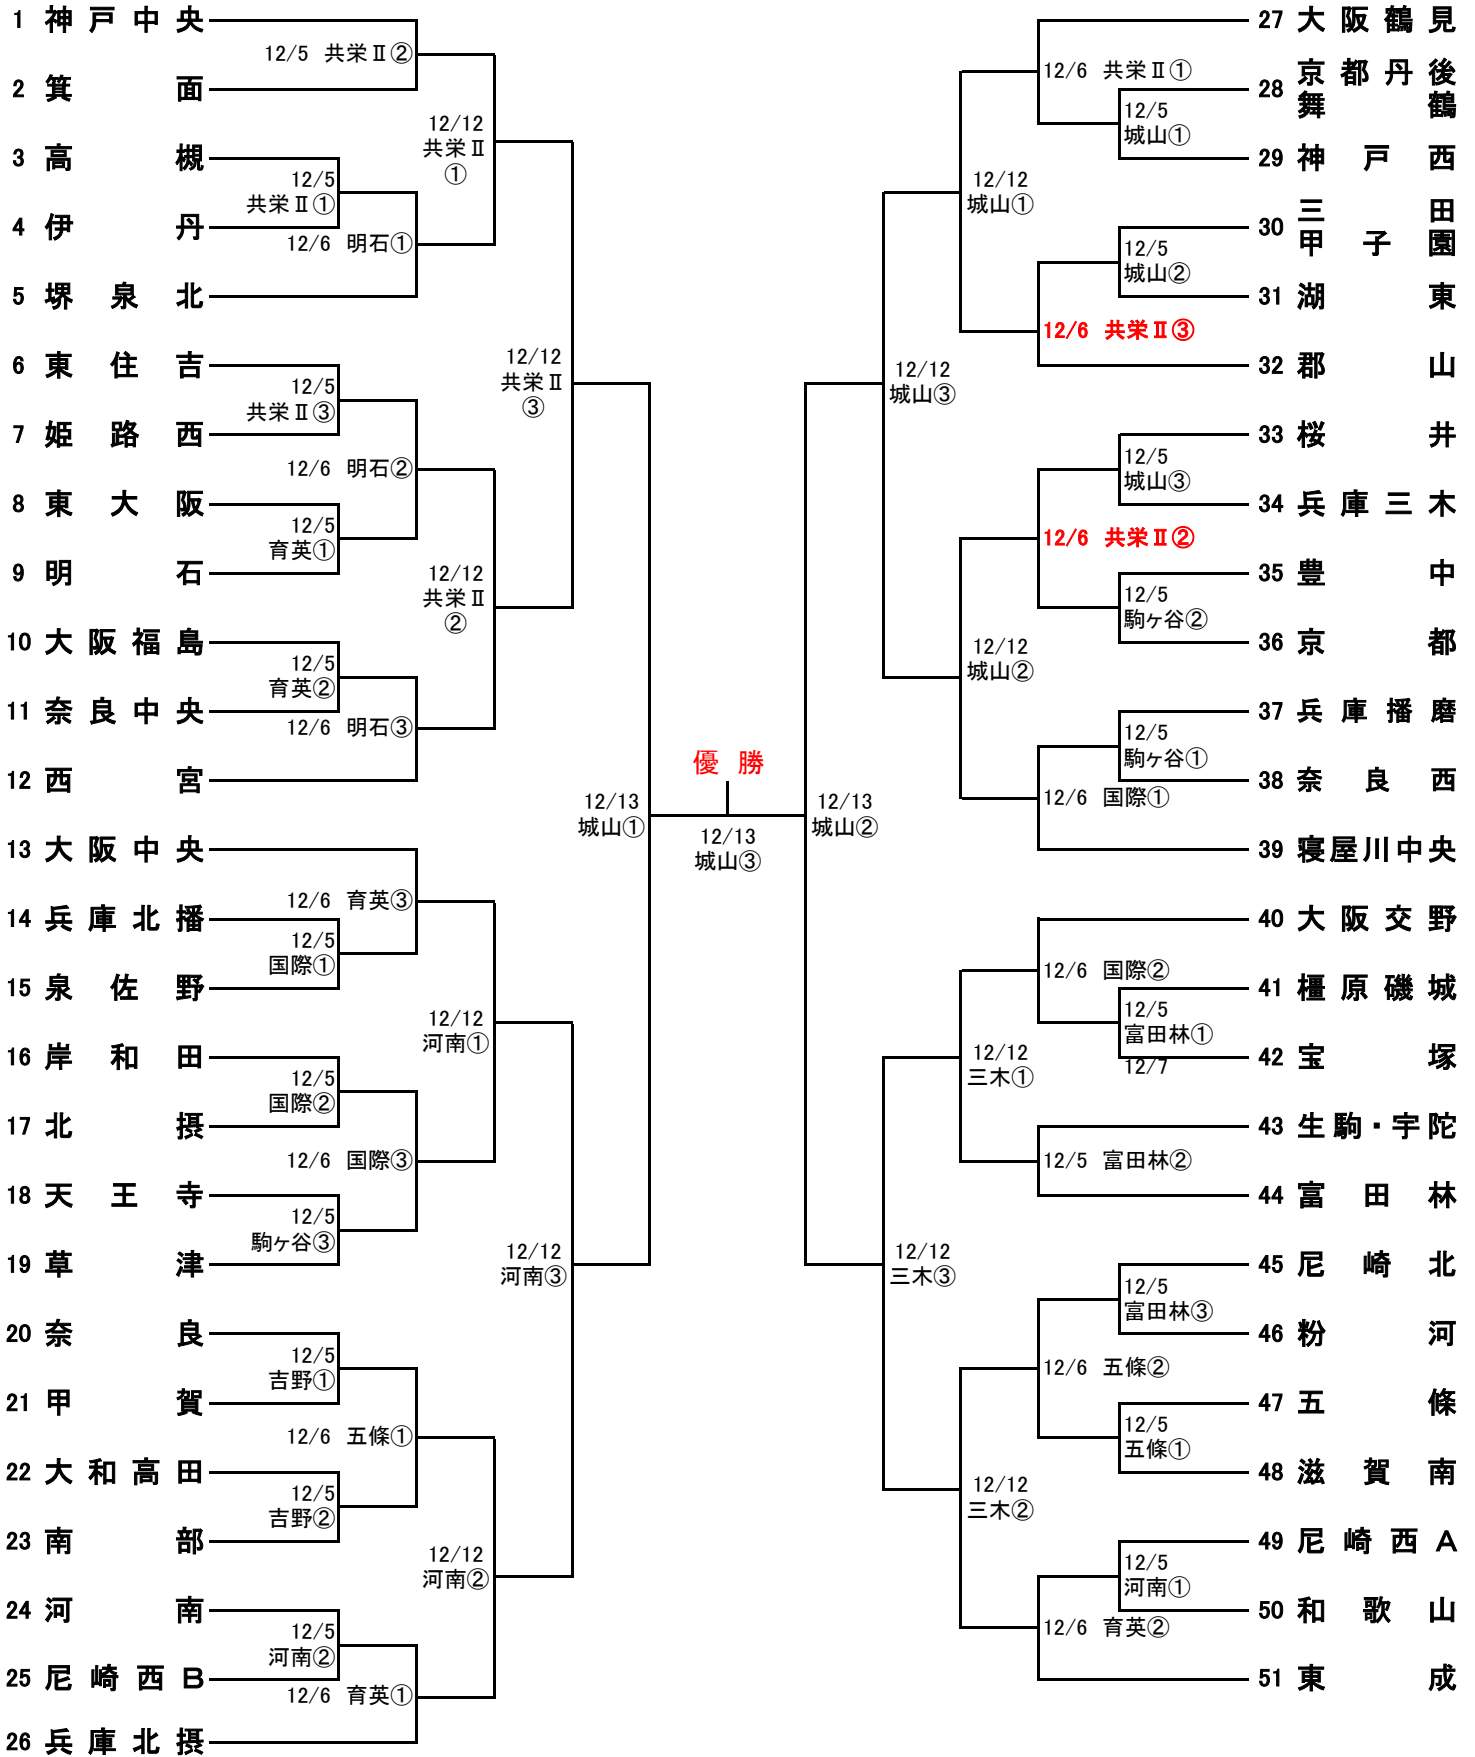 1 神戸中央
12/5 共栄Ⅱ②
2 箕面
12/12
共栄Ⅱ
①
3 高槻
12/5
共栄Ⅱ①
4 伊丹
12/6 明石①
5 堺泉北
12/12
共栄Ⅱ
③
6 東住吉
12/5
共栄Ⅱ③
7 姫路西
12/6 明石②
8 東大阪
12/5
育英①
9 明石
12/12
共栄Ⅱ
②
10 大阪福島
12/5
育英②
11 奈良中央
12/6 明石③
12 西宮
12/13
城山①
13 大阪中央
12/6 育英③
14 兵庫北播
12/5
国際①
15 泉佐野
12/12
河南①
16 岸和田
12/5
国際②
17 北摂
12/6 国際③
18 天王寺
12/5
駒ヶ谷③
19 草津
12/12
河南③
20 奈良
12/5
吉野①
21 甲賀
12/6 五條①
22 大和高田
12/5
吉野②
23 南部
12/12
河南②
24 河南
12/5
河南②
25 尼崎西B
12/6 育英①
26 兵庫北摂
優勝
12/13
城山③
27 大阪鶴見
12/6 共栄Ⅱ①
28 京都丹後
舞鶴
12/5
城山①
29 神戸西
12/12
城山①
30 三田
甲子園
12/5
城山②
31 湖東
12/6 共栄Ⅱ③
32 郡山
12/12
城山③
33 桜井
12/5
城山③
34 兵庫三木
12/6 共栄Ⅱ②
35 豊中
12/5
駒ヶ谷②
36 京都
12/12
城山②
37 兵庫播磨
12/5
駒ヶ谷①
38 奈良西
12/6 国際①
39 寝屋川中央
12/13
城山②
40 大阪交野
12/6 国際②
41 橿原磯城
12/5
富田林①
42 宝塚
12/7
12/12
三木①
43 生駒・宇陀
12/5 富田林②
44 富田林
12/12
三木③
45 尼崎北
12/5
富田林③
46 粉河
12/6 五條②
47 五條
12/5
五條①
48 滋賀南
12/12
三木②
49 尼崎西A
12/5
河南①
50 和歌山
12/6 育英②
51 東成